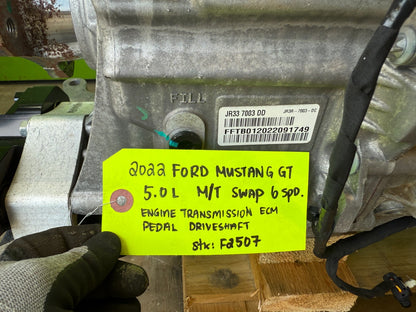 FILL
JR33 7003 DD
JR3R-7003-DC
FFTB012022091749
2022 FORD MUSTANG GT
5.0L M/T SWAP 6 SPD.
ENGINE TRANSMISSION ECM
PEDAL DRIVESHAFT
stk: F2507